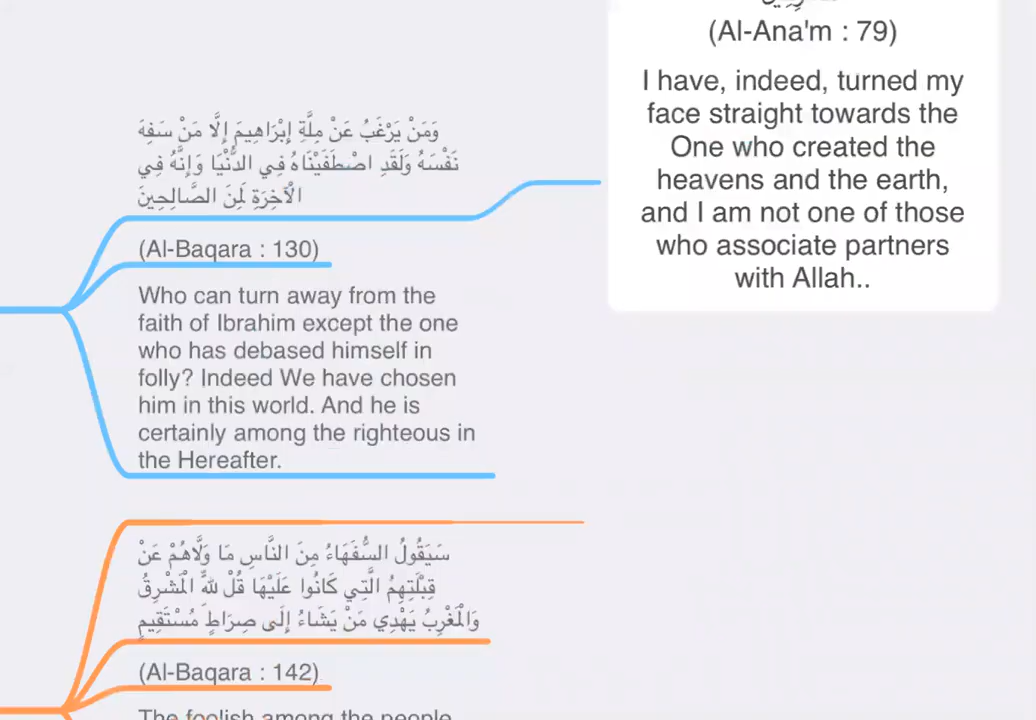 (Al-Ana'm : 79)
I have, indeed, turned my
face straight towards the
One who created the
heavens and the earth,
and I am not one of those
who associate partners
with Allah..
وَمَنْ يَرْغَبُ عَنْ مِلَّةِ إِبْرَاهِيمَ إِلَّا مَنْ سَفِهَ
نَفْسَهُ وَلَقَدِ اصْطَفَيْنَاهُ فِي الدُّنْيَا وَإِنَّهُ فِي
الْآخِرَةِ لَمِنَ الصَّالِحِينَ
(Al-Baqara : 130)
Who can turn away from the
faith of Ibrahim except the one
who has debased himself in
folly? Indeed We have chosen
him in this world. And he is
certainly among the righteous in
the Hereafter.
سَيَقُولُ السُّفَهَاءُ مِنَ النَّاسِ مَا وَلَّاهُمْ عَنْ
قِبْلَتِهِمُ الَّتِي كَانُوا عَلَيْهَا قُلْ لِلَّهِ الْمَشْرِقُ
وَالْمَغْرِبُ يَهْدِي مَنْ يَشَاءُ إِلَى صِرَاطٍ مُسْتَقِيمٍ
(Al-Baqara : 142)
The foolish among the people